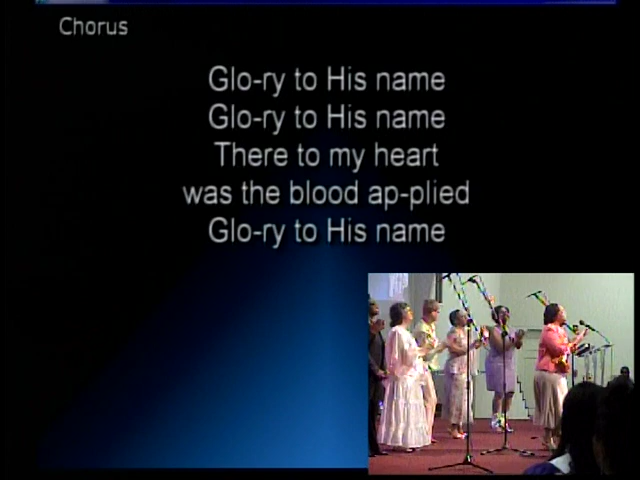 Chorus
Glo-ry to His name
Glo-ry to His name
There to my heart
was the blood ap-plied
Glo-ry to His name